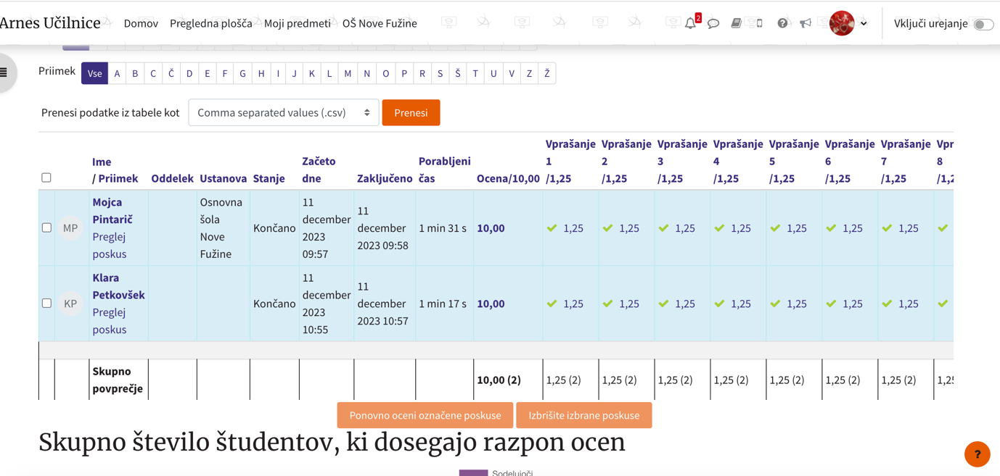 Arnes Učilnice
Domov Pregledna plošča Moji predmeti OŠ Nove Fužine
2
Vključi urejanje
Priimek Vse A B C Č D E F G H I J K L M N O P R S Š T U V Z Ž
Prenesi podatke iz tabele kot Comma separated values (.csv) Prenesi
Ime / Priimek Oddelek Ustanova Stanje Začeto dne Zaključeno Porabljeni čas Ocena/10,00 Vprašanje 1 /1,25 Vprašanje 2 /1,25 Vprašanje 3 /1,25 Vprašanje 4 /1,25 Vprašanje 5 /1,25 Vprašanje 6 /1,25 Vprašanje 7 /1,25 Vpr 8 /1,2
MP
Mojca
Pintarič
Preglej
poskus
Osnovna
šola
Nove
Fužine
Končano
11
december
2023
09:57
11
december
2023 09:58
1 min 31 s
10,00
1,25 1,25 1,25 1,25 1,25 1,25 1,25
KP
Klara
Petkovšek
Preglej
poskus
Končano
11
december
2023
10:55
11
december
2023 10:57
1 min 17 s
10,00
1,25 1,25 1,25 1,25 1,25 1,25 1,25
Skupno
povprečje
10,00 (2) 1,25 (2) 1,25 (2) 1,25 (2) 1,25 (2) 1,25 (2) 1,25 (2) 1,25 (2) 1,25
Ponovno oceni označene poskuse Izbrišite izbrane poskuse
Skupno število študentov, ki dosegajo razpon ocen
?
Sodelujoči